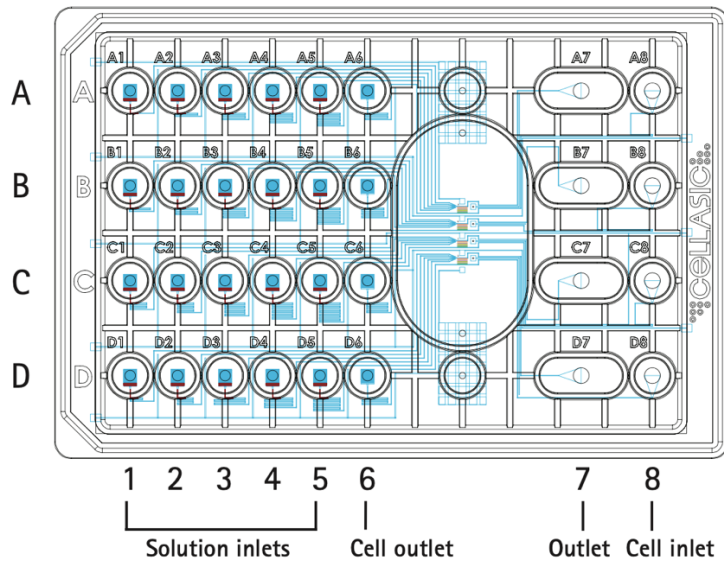 A1 A2 A3 A4 A5 A6 A7 A8
A A
B1 B2 B3 B4 B5 B6 B7 B8
B B
C1 C2 C3 C4 C5 C6 C7 C8
C C
D1 D2 D3 D4 D5 D6 D7 D8
D D
CELLASIC
1 2 3 4 5 6 7 8
Solution inlets Cell outlet Outlet Cell inlet